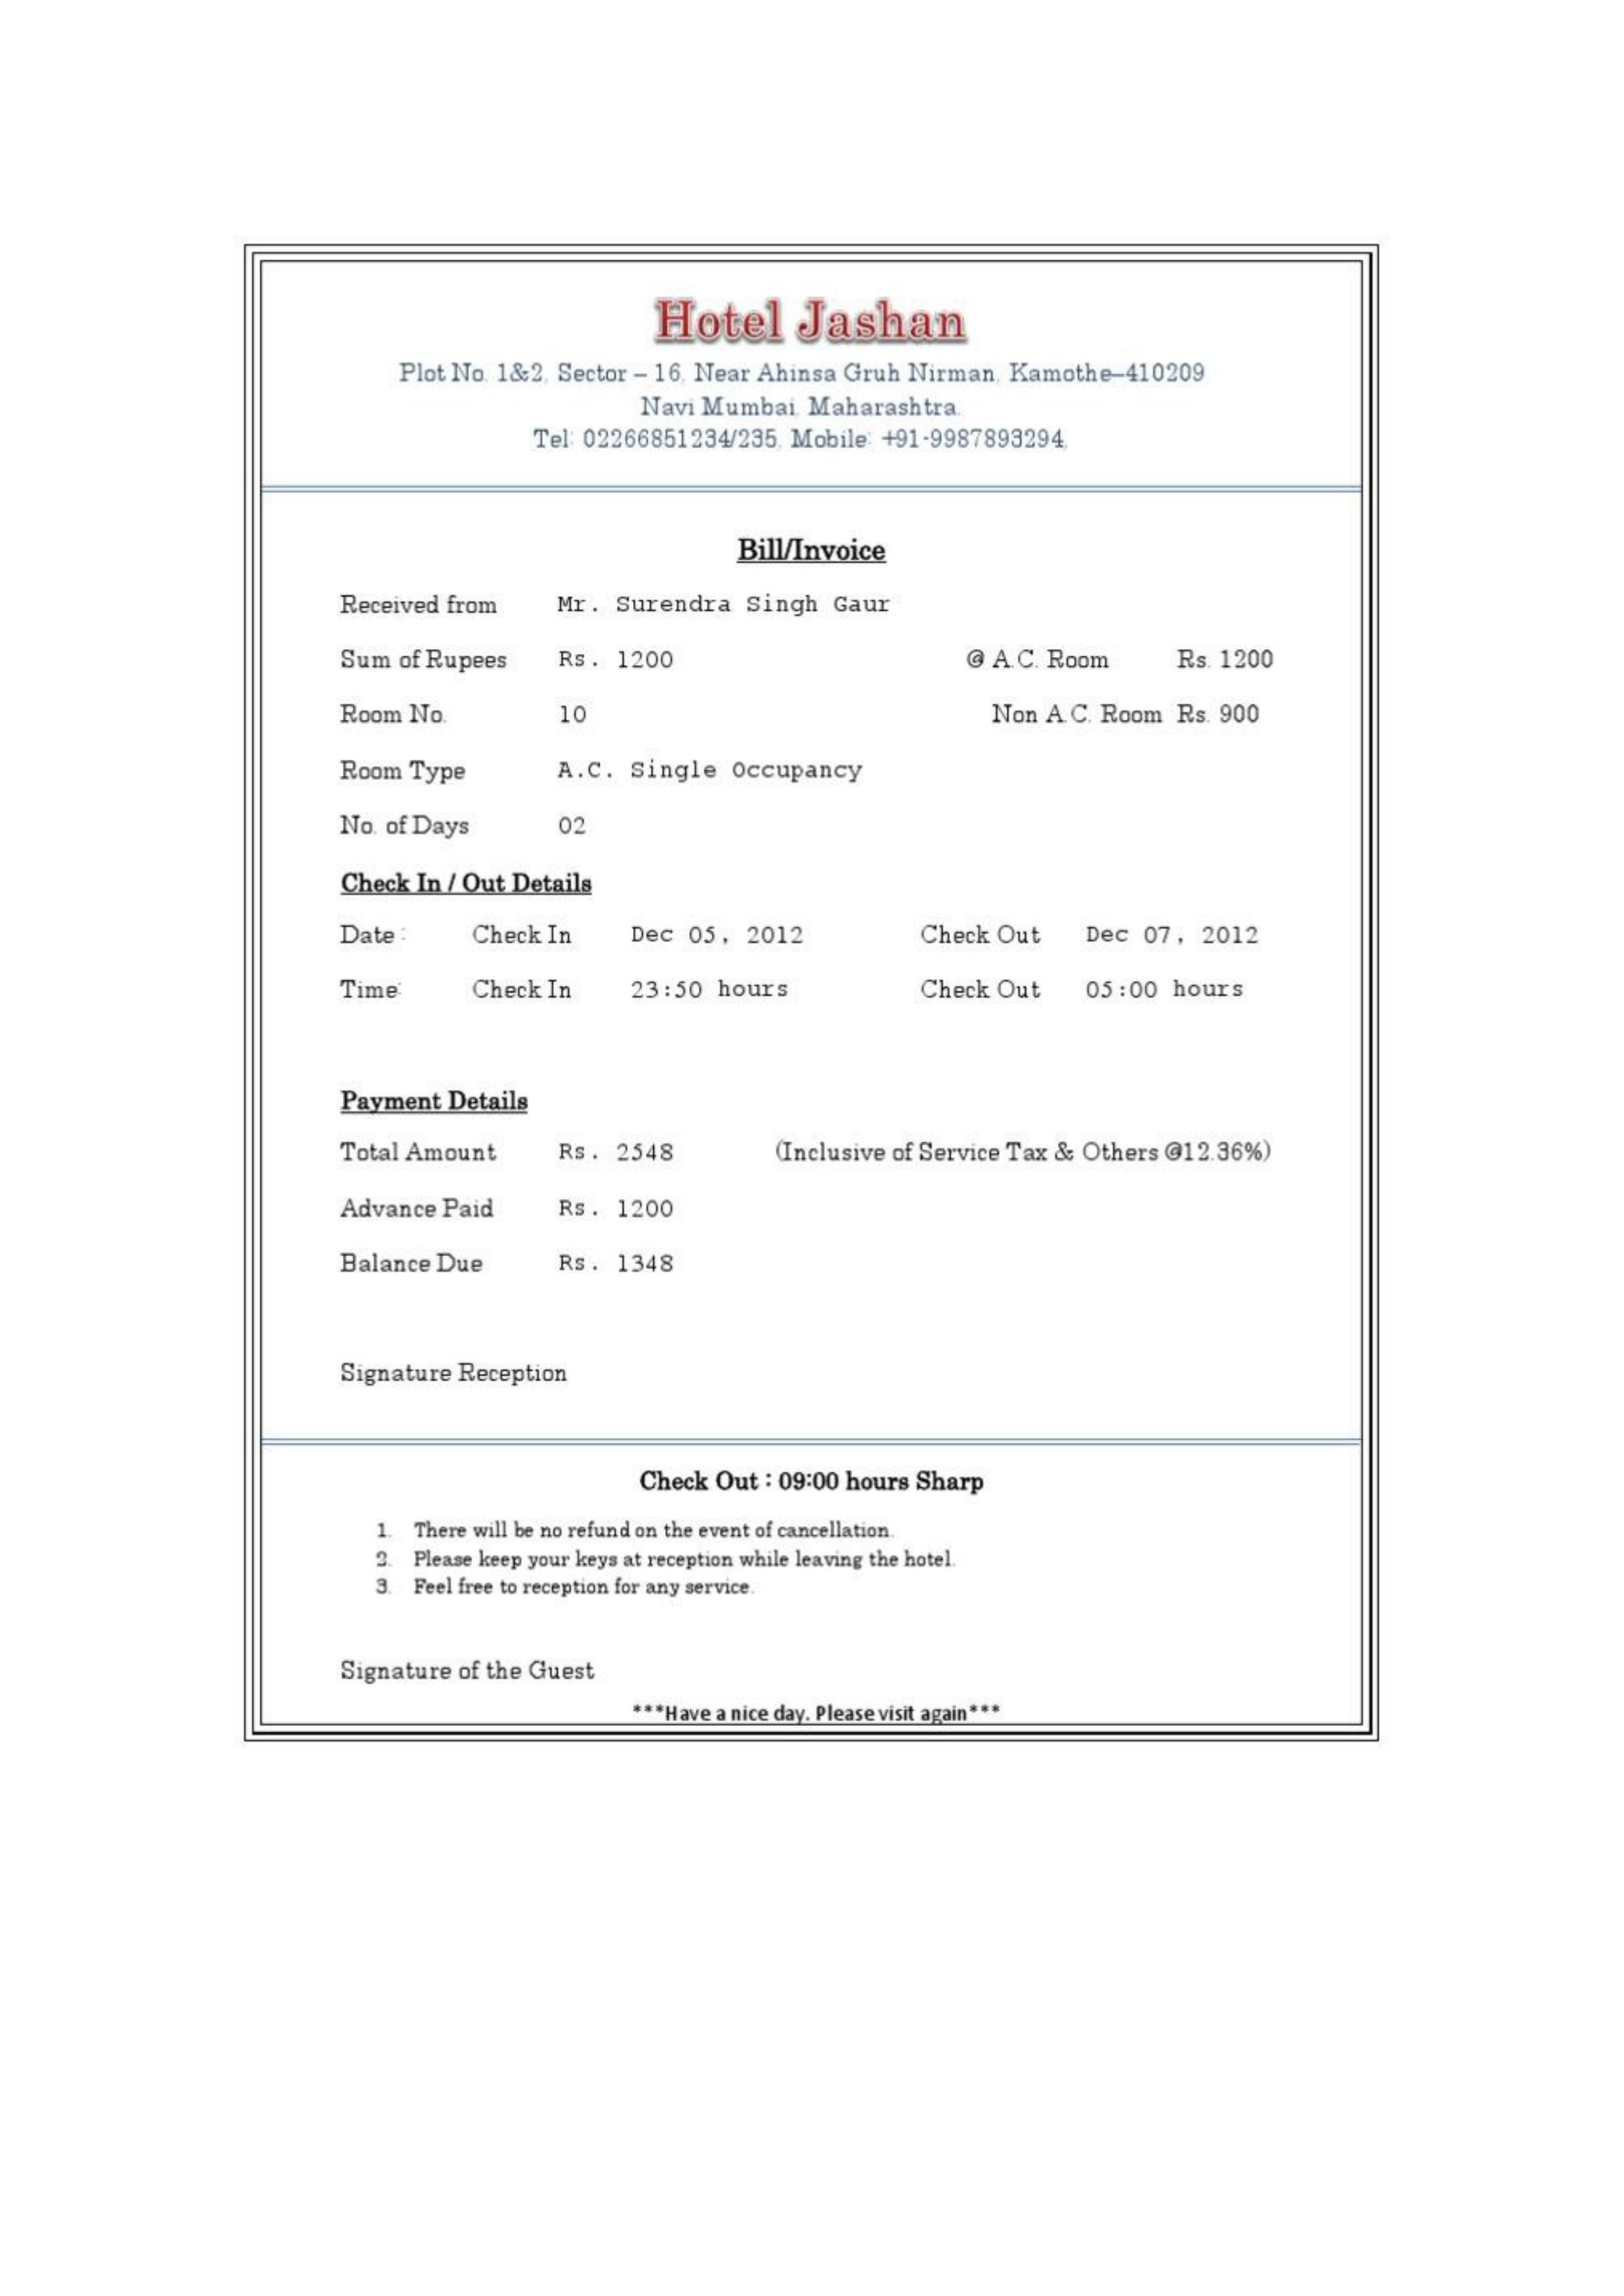 Hotel Jashan
Plot No. 1&2, Sector – 16, Near Ahinsa Gruh Nirman, Kamothe–410209
Navi Mumbai, Maharashtra.
Tel: 02266851234/235, Mobile: +91-9987893294,
Bill/Invoice
Received from Mr. Surendra Singh Gaur
Sum of Rupees Rs. 1200 @ A.C. Room Rs. 1200
Room No. 10 Non A.C. Room Rs. 900
Room Type A.C. Single Occupancy
No. of Days 02
Check In / Out Details
Date : Check In Dec 05, 2012 Check Out Dec 07, 2012
Time: Check In 23:50 hours Check Out 05:00 hours
Payment Details
Total Amount Rs. 2548 (Inclusive of Service Tax & Others @12.36%)
Advance Paid Rs. 1200
Balance Due Rs. 1348
Signature Reception
Check Out : 09:00 hours Sharp
1. There will be no refund on the event of cancellation.
2. Please keep your keys at reception while leaving the hotel.
3. Feel free to reception for any service.
Signature of the Guest
***Have a nice day. Please visit again***